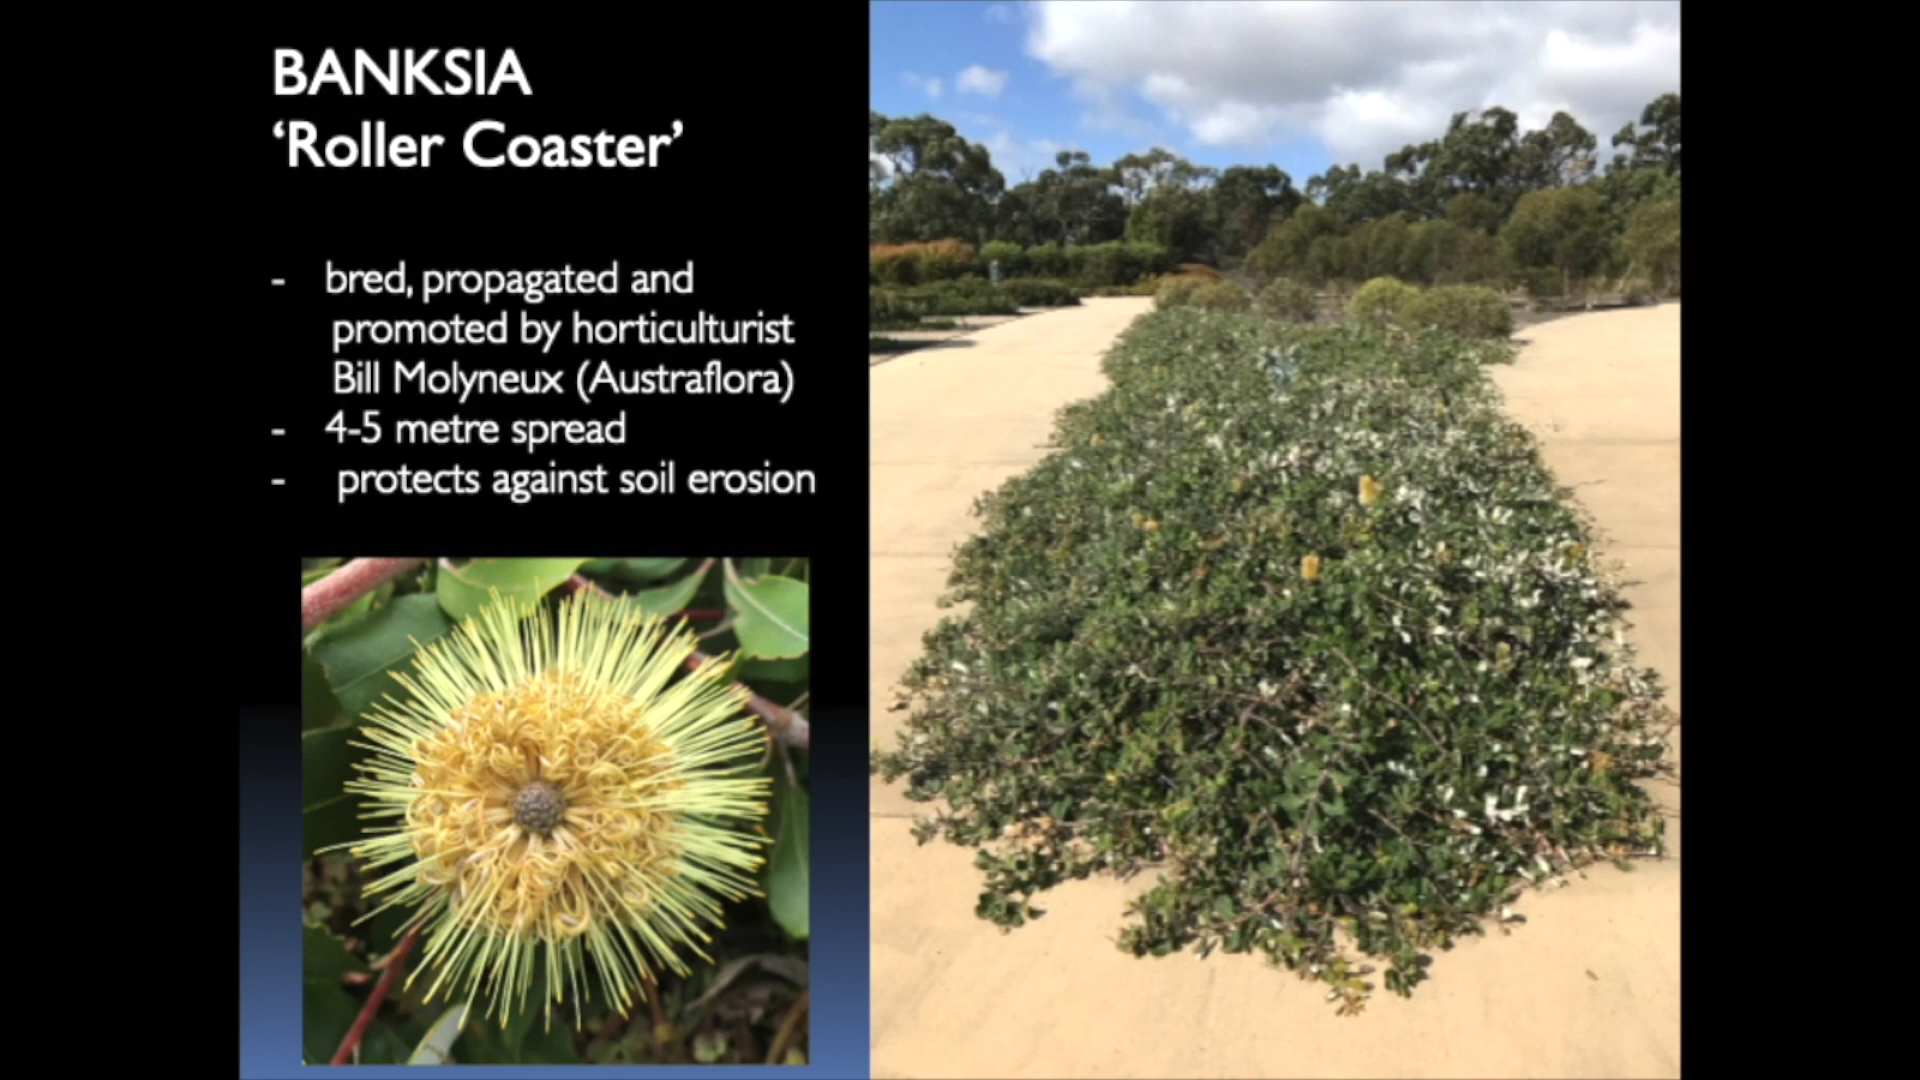 BANKSIA
‘Roller Coaster’
- bred, propagated and
promoted by horticulturist
Bill Molyneux (Austraflora)
- 4-5 metre spread
- protects against soil erosion